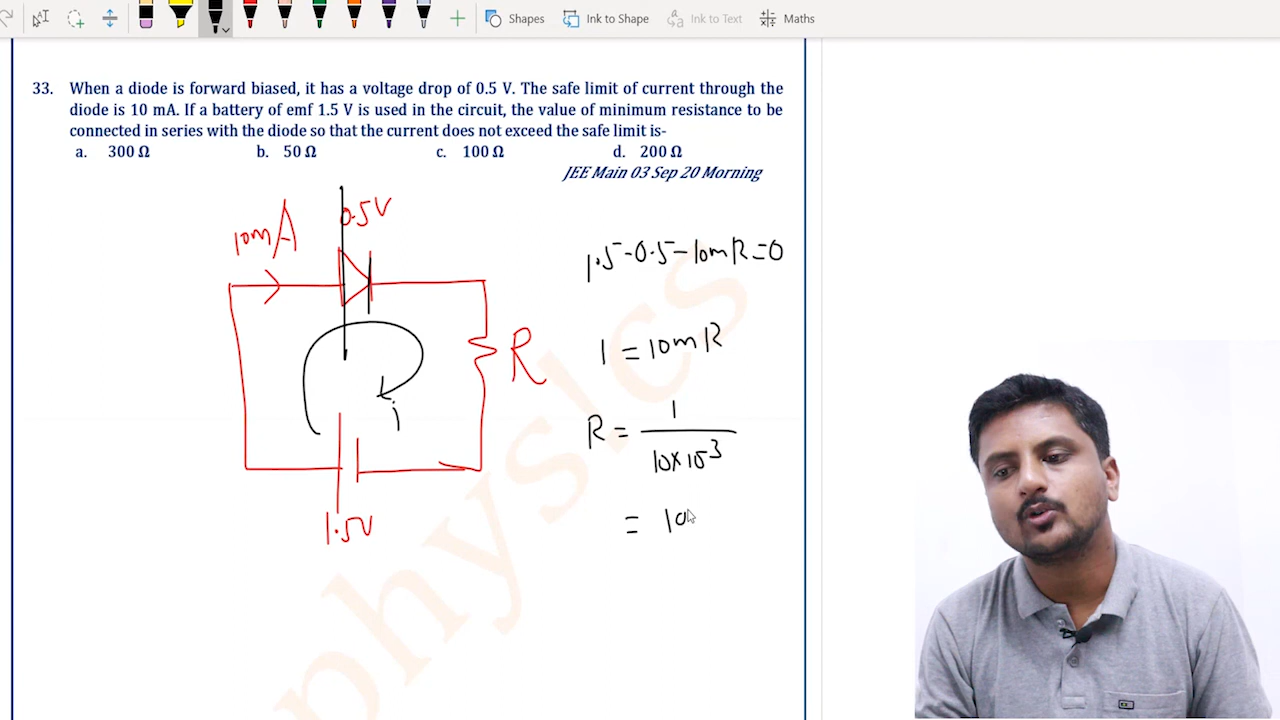 Shapes Ink to Shape Ink to Text Maths
33. When a diode is forward biased, it has a voltage drop of 0.5 V. The safe limit of current through the
diode is 10 mA. If a battery of emf 1.5 V is used in the circuit, the value of minimum resistance to be
connected in series with the diode so that the current does not exceed the safe limit is-
a. 300 Ω b. 50 Ω c. 100 Ω d. 200 Ω
JEE Main 03 Sep 20 Morning
10mA
0.5V
R
i
1.5V
1.5-0.5-10mR=0
1 = 10mR
R = 1
10×10^-3
= 10
physics